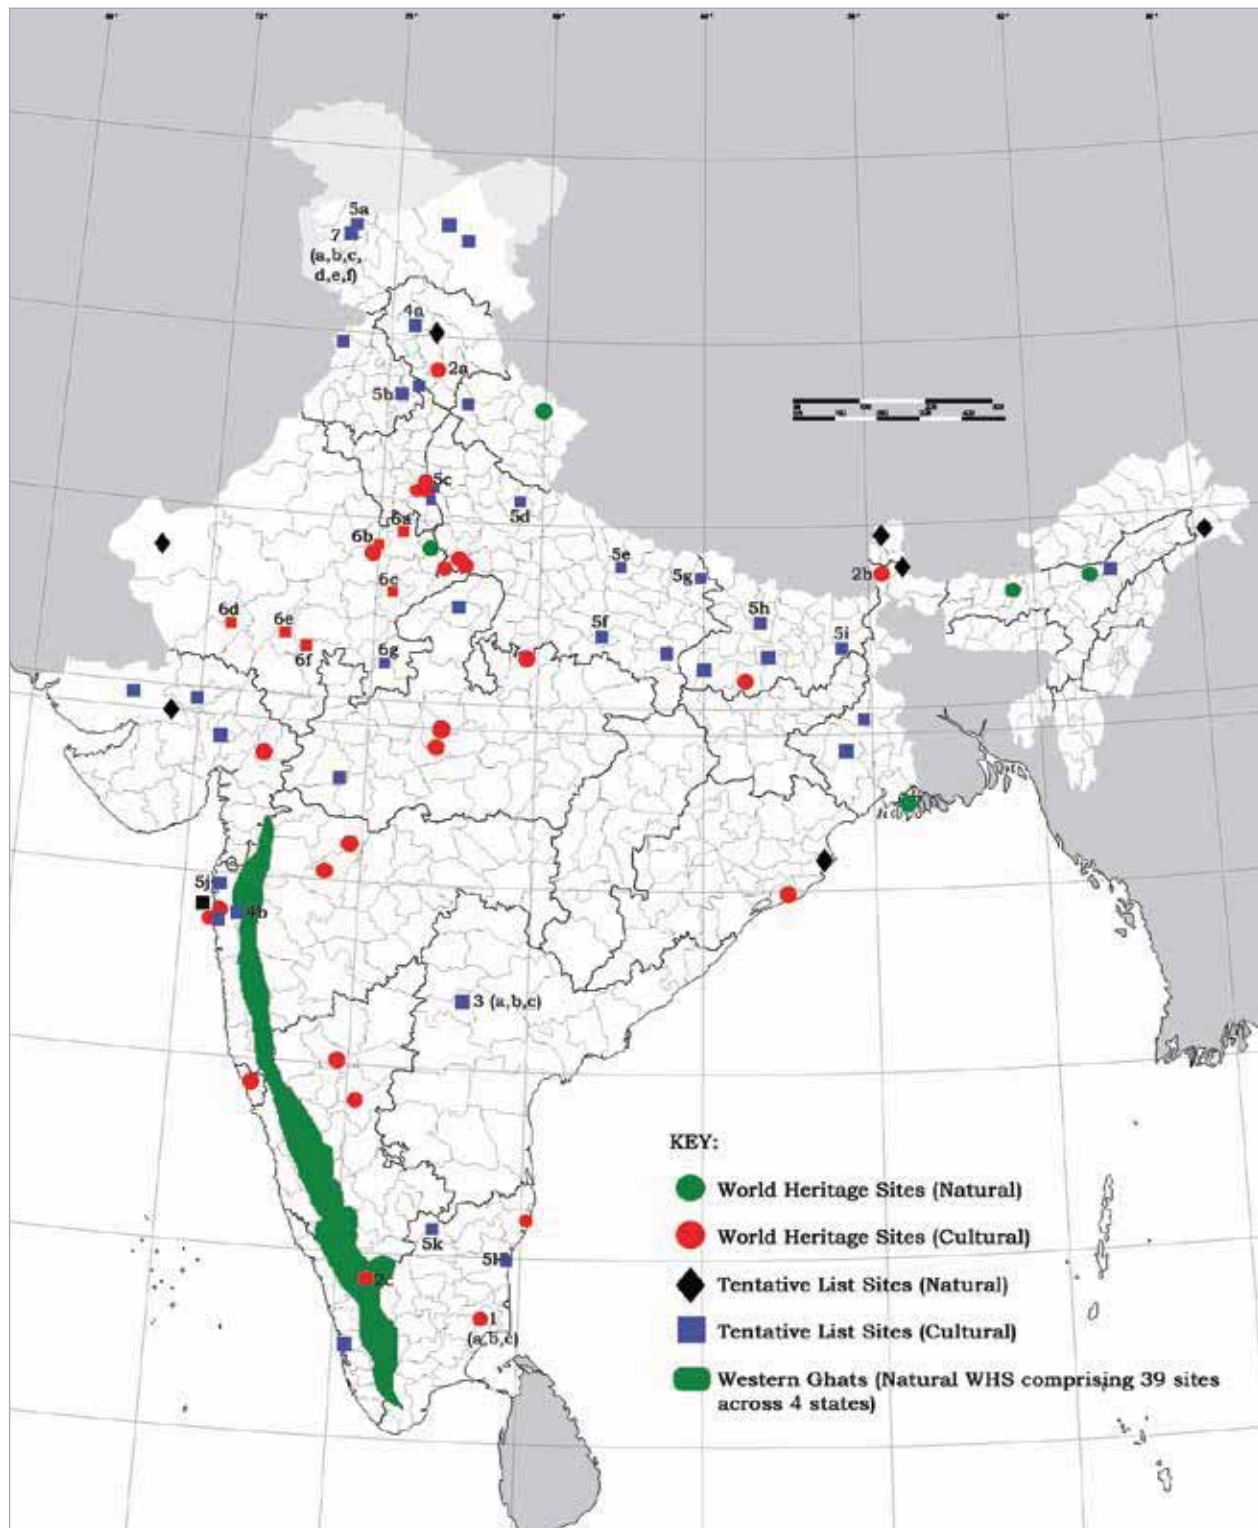 5a
7
(a,b,c,
d,e,f)
4a
2a
5b
5c
5d
6a
6b
6c
5e
5g
2b
6d
6e
6f
6g
5f
5h
5i
5j
4b
3 (a,b,c)
5k
5l
2c
1
(a,b,c)
KEY:
World Heritage Sites (Natural)
World Heritage Sites (Cultural)
Tentative List Sites (Natural)
Tentative List Sites (Cultural)
Western Ghats (Natural WHS comprising 39 sites
across 4 states)